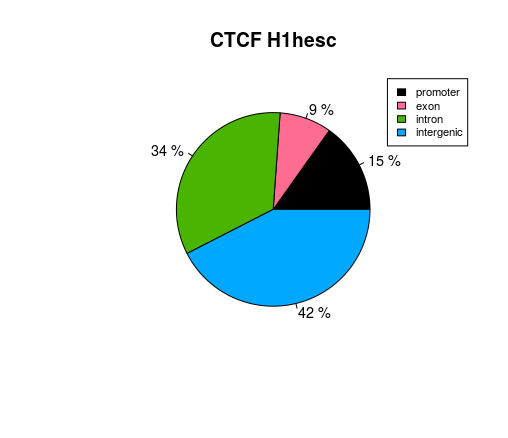 CTCF H1hesc
promoter
exon
intron
intergenic
9 %
15 %
34 %
42 %